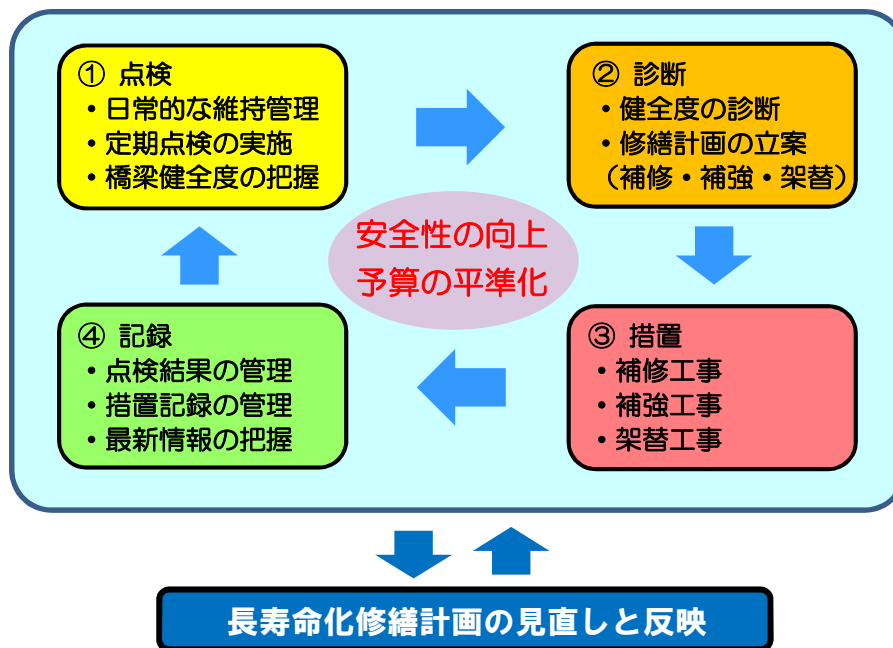 ① 点検
・日常的な維持管理
・定期点検の実施
・橋梁健全度の把握
② 診断
・健全度の診断
・修繕計画の立案
（補修・補強・架替）
安全性の向上
予算の平準化
③ 措置
・補修工事
・補強工事
・架替工事
④ 記録
・点検結果の管理
・措置記録の管理
・最新情報の把握
長寿命化修繕計画の見直しと反映